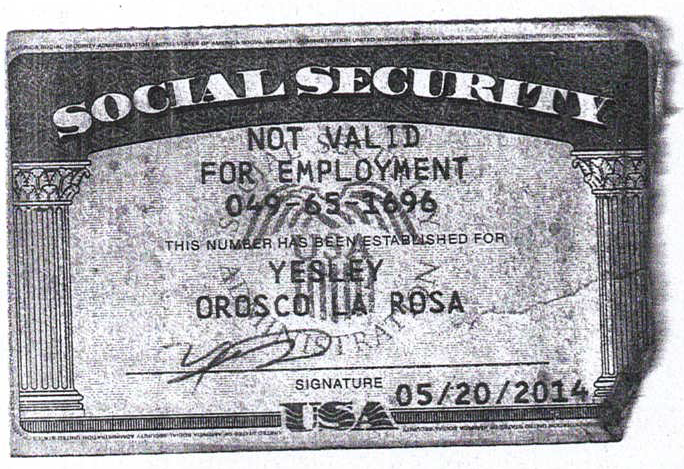 SOCIAL SECURITY
NOT VALID
FOR EMPLOYMENT
049-65-1696
THIS NUMBER HAS BEEN ESTABLISHED FOR
YESLEY
OROSCO LA ROSA
ADMINISTRATION
SIGNATURE
05/20/2014
USA